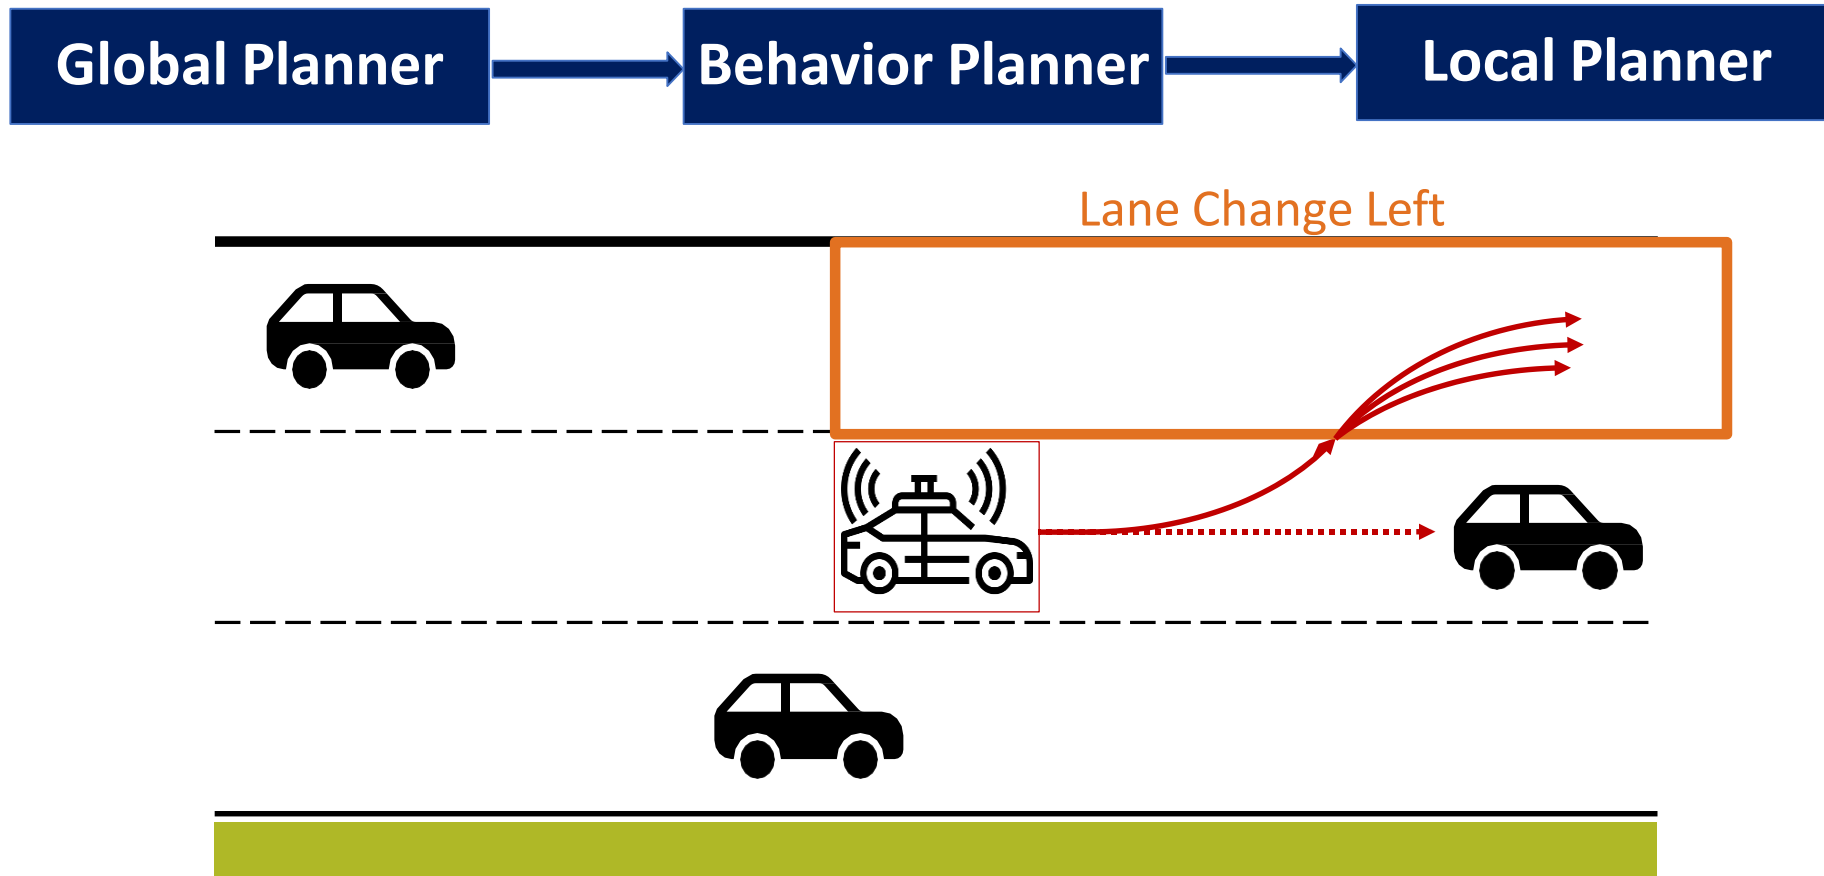 Global Planner
Behavior Planner
Local Planner
Lane Change Left